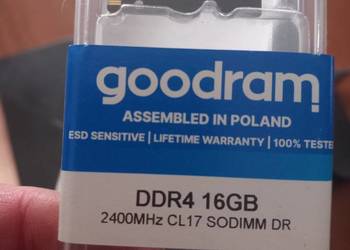 goodram
ASSEMBLED IN POLAND
ESD SENSITIVE | LIFETIME WARRANTY | 100% TESTE
DDR4 16GB
2400MHz CL17 SODIMM DR